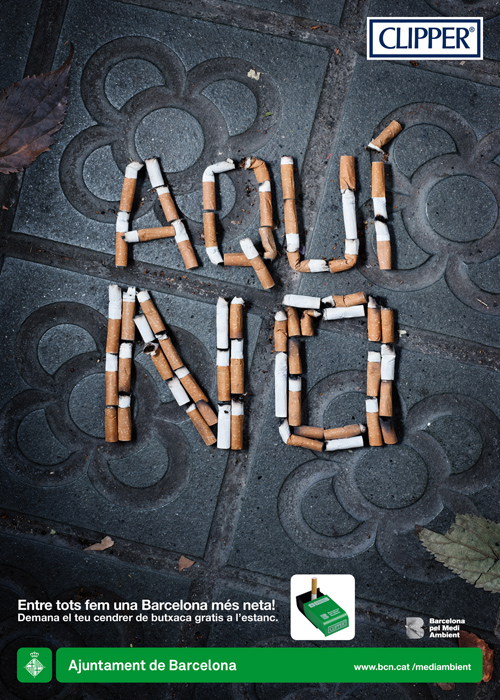 CLIPPER®
AQUÍ
NO
Entre tots fem una Barcelona més neta!
Demana el teu cendrer de butxaca gratis a l'estanc.
Barcelona
pel Medi
Ambient
Ajuntament de Barcelona
www.bcn.cat /mediambient